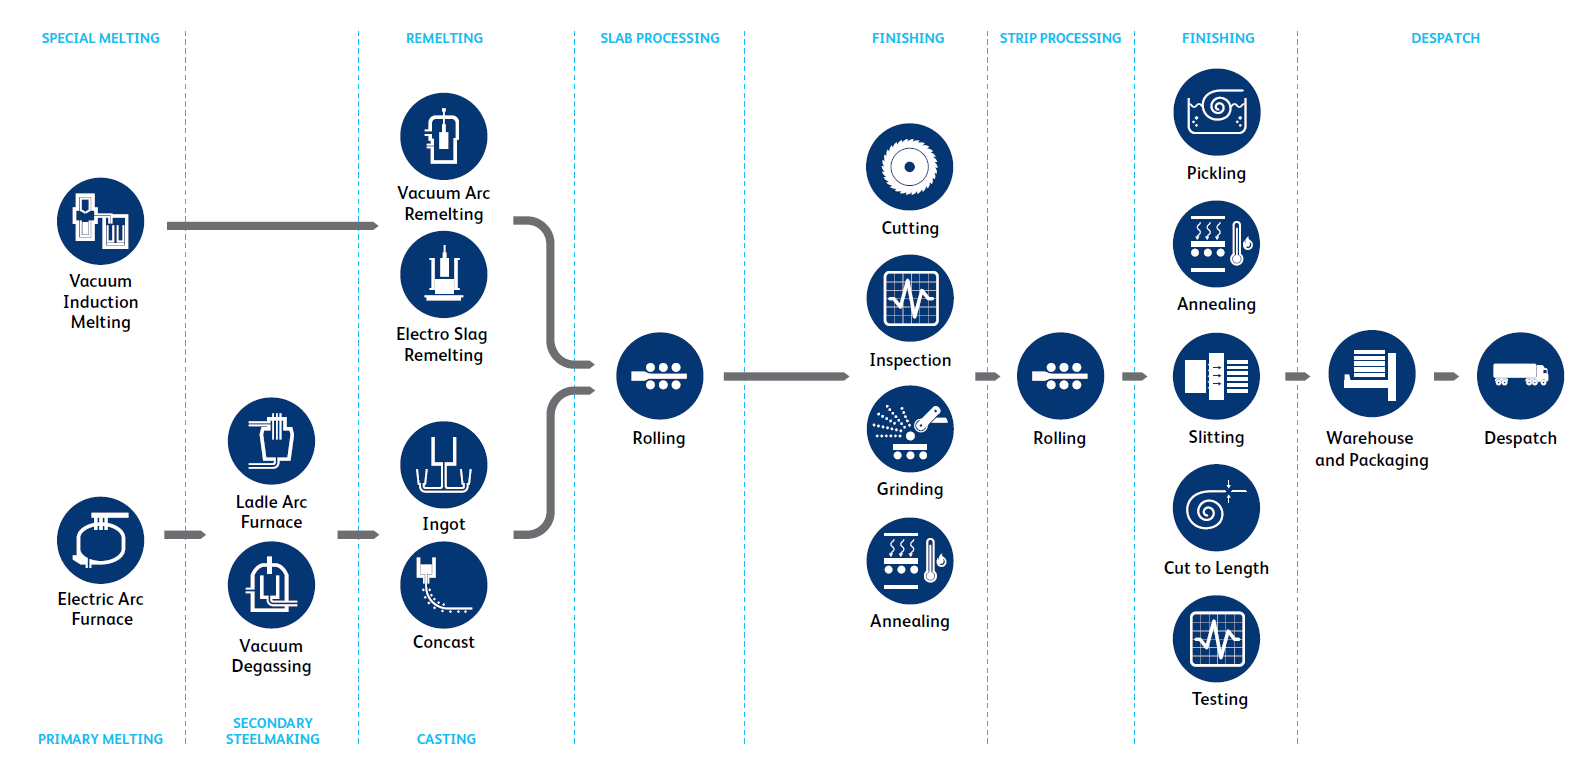 SPECIAL MELTING
REMELTING
SLAB PROCESSING
FINISHING
STRIP PROCESSING
FINISHING
DESPATCH
Vacuum
Induction
Melting
Vacuum Arc
Remelting
Electro Slag
Remelting
Electric Arc
Furnace
Ladle Arc
Furnace
Vacuum
Degassing
Ingot
Concast
Rolling
Cutting
Inspection
Grinding
Annealing
Rolling
Pickling
Annealing
Slitting
Cut to Length
Testing
Warehouse
and Packaging
Despatch
PRIMARY MELTING
SECONDARY
STEELMAKING
CASTING